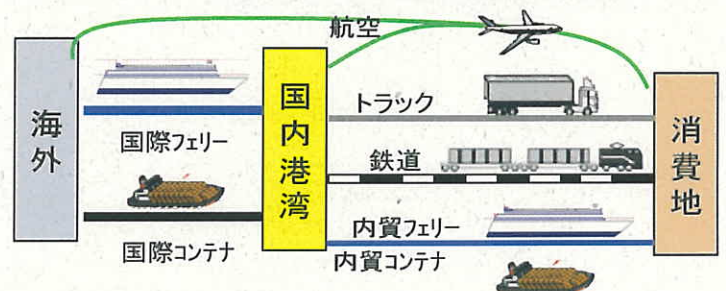 航空
海外
国際フェリー
国際コンテナ
国内港湾
トラック
鉄道
内貿フェリー
内貿コンテナ
消費地